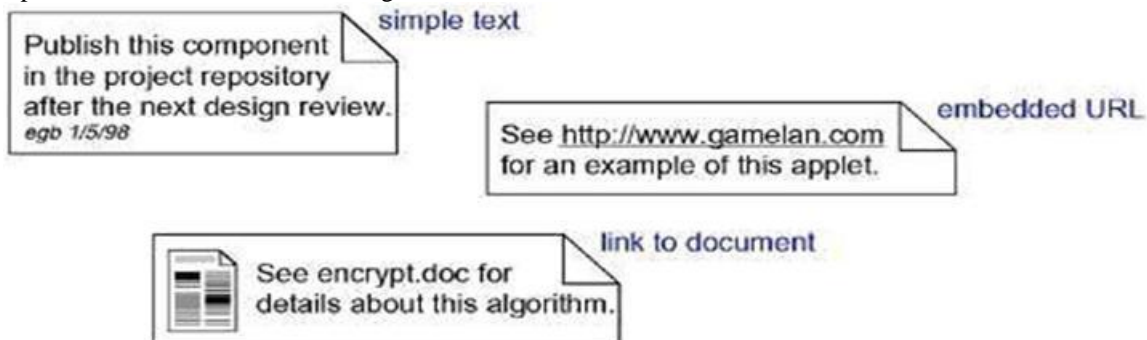 simple text
Publish this component
in the project repository
after the next design review.
egb 1/5/98
embedded URL
See http://www.gamelan.com
for an example of this applet.
link to document
See encrypt.doc for
details about this algorithm.